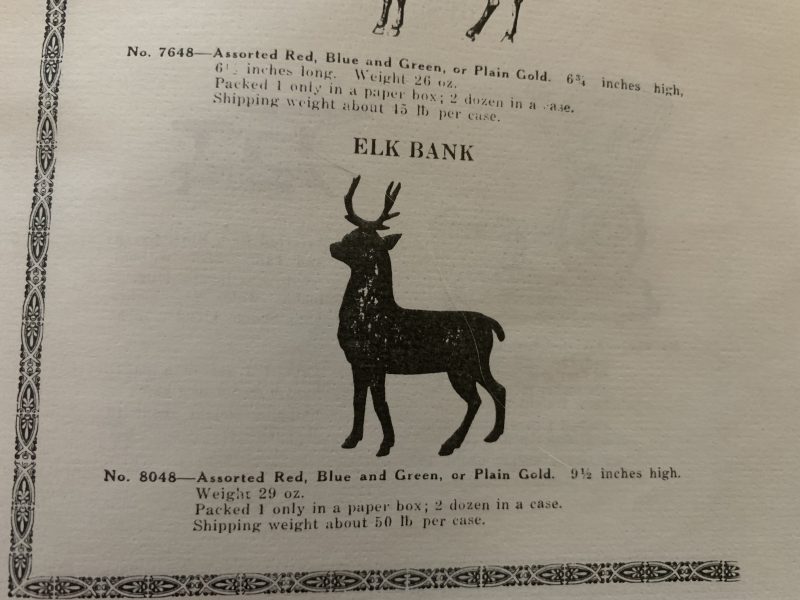 No. 7648—Assorted Red, Blue and Green, or Plain Gold. 6¾ inches high,
6½ inches long. Weight 26 oz.
Packed 1 only in a paper box; 2 dozen in a case.
Shipping weight about 45 lb per case.
ELK BANK
No. 8048—Assorted Red, Blue and Green, or Plain Gold. 9½ inches high.
Weight 29 oz.
Packed 1 only in a paper box; 2 dozen in a case.
Shipping weight about 50 lb per case.